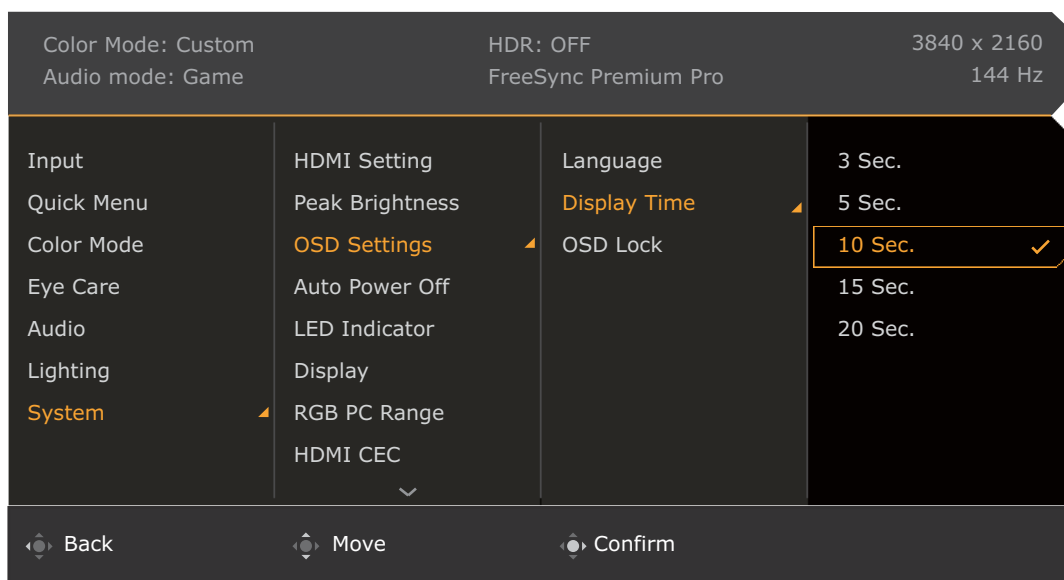 Color Mode: Custom
HDR: OFF
3840 x 2160
Audio mode: Game
FreeSync Premium Pro
144 Hz
Input
Quick Menu
Color Mode
Eye Care
Audio
Lighting
System
HDMI Setting
Peak Brightness
OSD Settings
Auto Power Off
LED Indicator
Display
RGB PC Range
HDMI CEC
Language
Display Time
OSD Lock
3 Sec.
5 Sec.
10 Sec.
15 Sec.
20 Sec.
Back
Move
Confirm